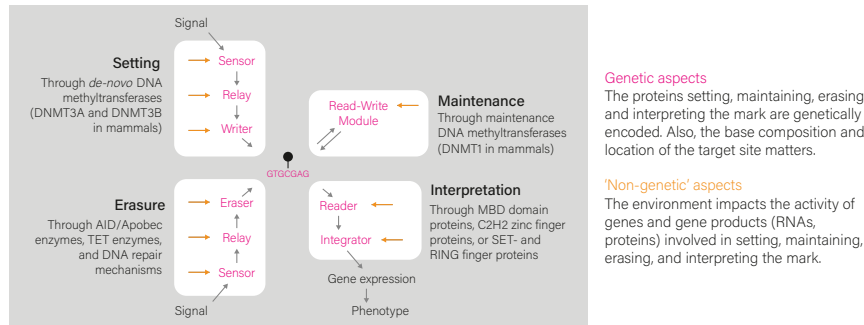 Signal
Setting
Through de-novo DNA
methyltransferases
(DNMT3A and DNMT3B
in mammals)
Sensor
Relay
Writer
Read-Write
Module
Maintenance
Through maintenance
DNA methyltransferases
(DNMT1 in mammals)
GTGCGAG
Erasure
Through AID/Apobec
enzymes, TET enzymes,
and DNA repair
mechanisms
Eraser
Relay
Sensor
Signal
Reader
Integrator
Gene expression
Phenotype
Interpretation
Through MBD domain
proteins, C2H2 zinc finger
proteins, or SET- and
RING finger proteins
Genetic aspects
The proteins setting, maintaining, erasing
and interpreting the mark are genetically
encoded. Also, the base composition and
location of the target site matters.
'Non-genetic' aspects
The environment impacts the activity of
genes and gene products (RNAs,
proteins) involved in setting, maintaining,
erasing, and interpreting the mark.